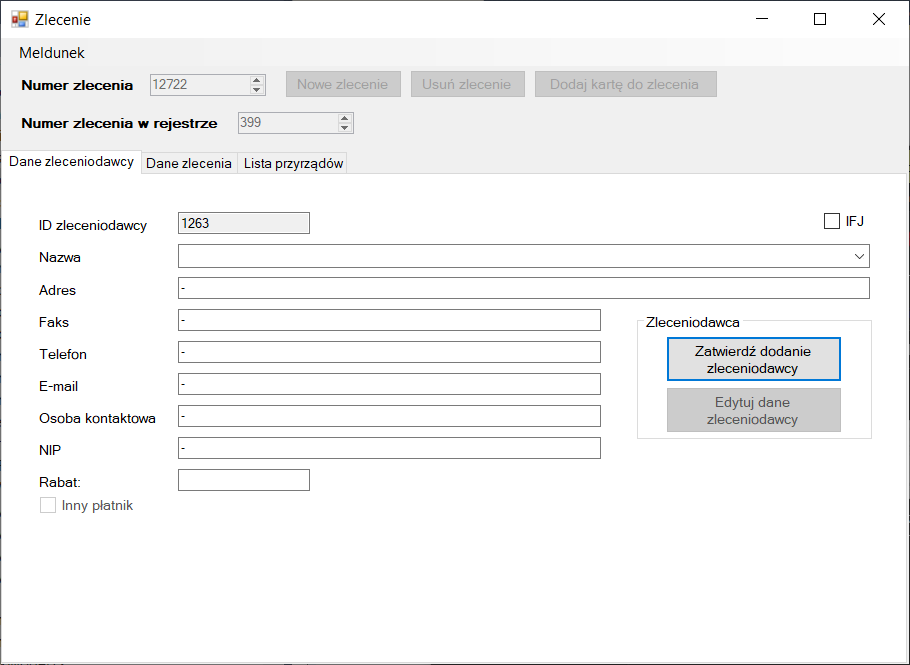 Zlecenie
Meldunek
Numer zlecenia 12722 Nowe zlecenie Usuń zlecenie Dodaj kartę do zlecenia
Numer zlecenia w rejestrze 399
Dane zleceniodawcy Dane zlecenia Lista przyrządów
ID zleceniodawcy 1263 IFJ
Nazwa
Adres -
Faks -
Zleceniodawca
Telefon -
Zatwierdź dodanie
zleceniodawcy
E-mail -
Edytuj dane
zleceniodawcy
Osoba kontaktowa -
NIP -
Rabat:
Inny płatnik